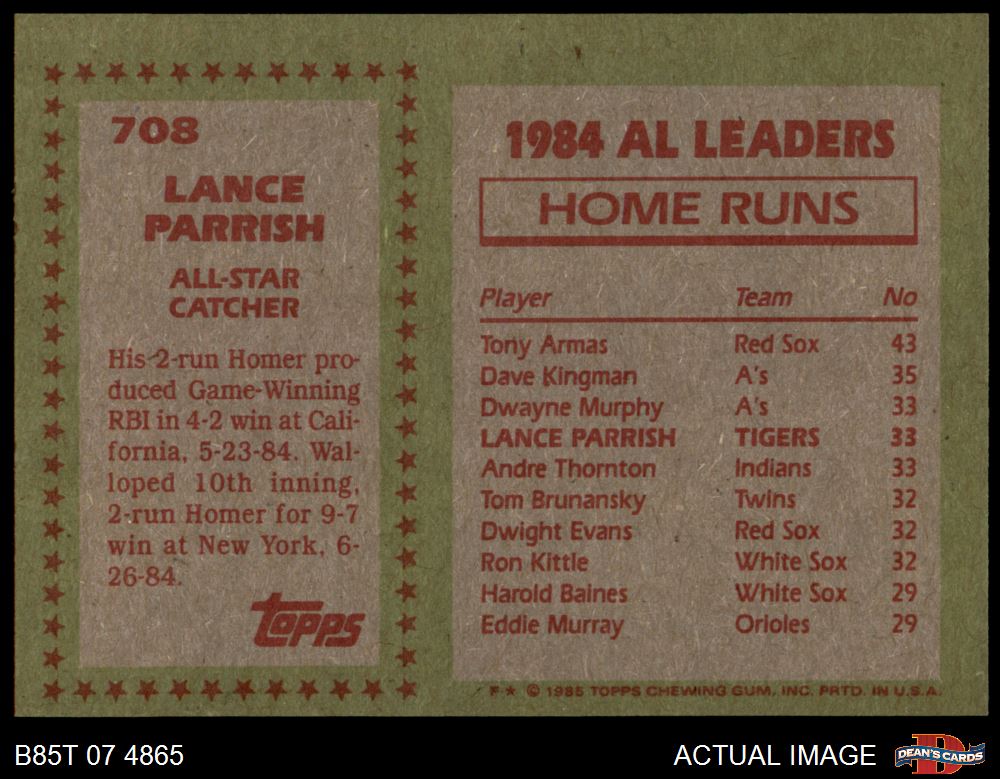 708
LANCE
PARRISH
ALL-STAR
CATCHER
His 2-run Homer pro-
duced Game-Winning
RBI in 4-2 win at Cali-
fornia, 5-23-84. Wal-
loped 10th inning,
2-run Homer for 9-7
win at New York, 6-
26-84.
topps
1984 AL LEADERS
HOME RUNS
Player Team No
Tony Armas Red Sox 43
Dave Kingman A's 35
Dwayne Murphy A's 33
LANCE PARRISH TIGERS 33
Andre Thornton Indians 33
Tom Brunansky Twins 32
Dwight Evans Red Sox 32
Ron Kittle White Sox 32
Harold Baines White Sox 29
Eddie Murray Orioles 29
F★ © 1985 TOPPS CHEWING GUM, INC. PRTD. IN U.S.A.
B85T 07 4865
ACTUAL IMAGE
D
DEAN'S CARDS